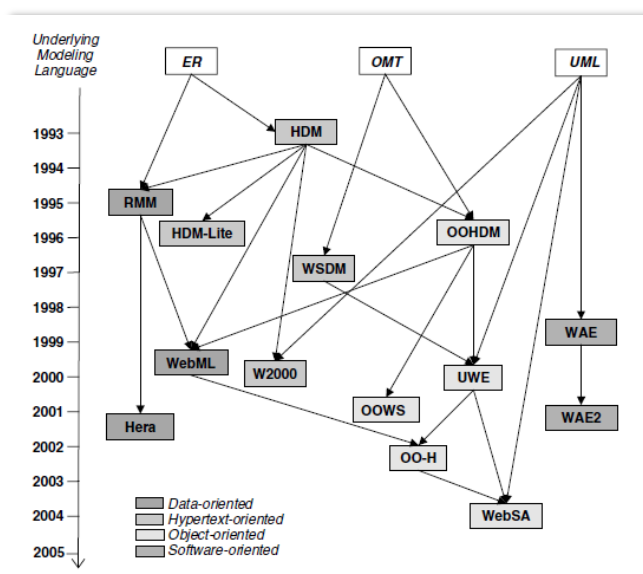 Underlying
Modeling
Language
ER
OMT
UML
1993
HDM
1994
1995
RMM
HDM-Lite
OOHDM
1996
WSDM
1997
1998
WAE
1999
WebML
W2000
UWE
2000
OOWS
2001
Hera
WAE2
2002
OO-H
2003
WebSA
2004
2005
Data-oriented
Hypertext-oriented
Object-oriented
Software-oriented